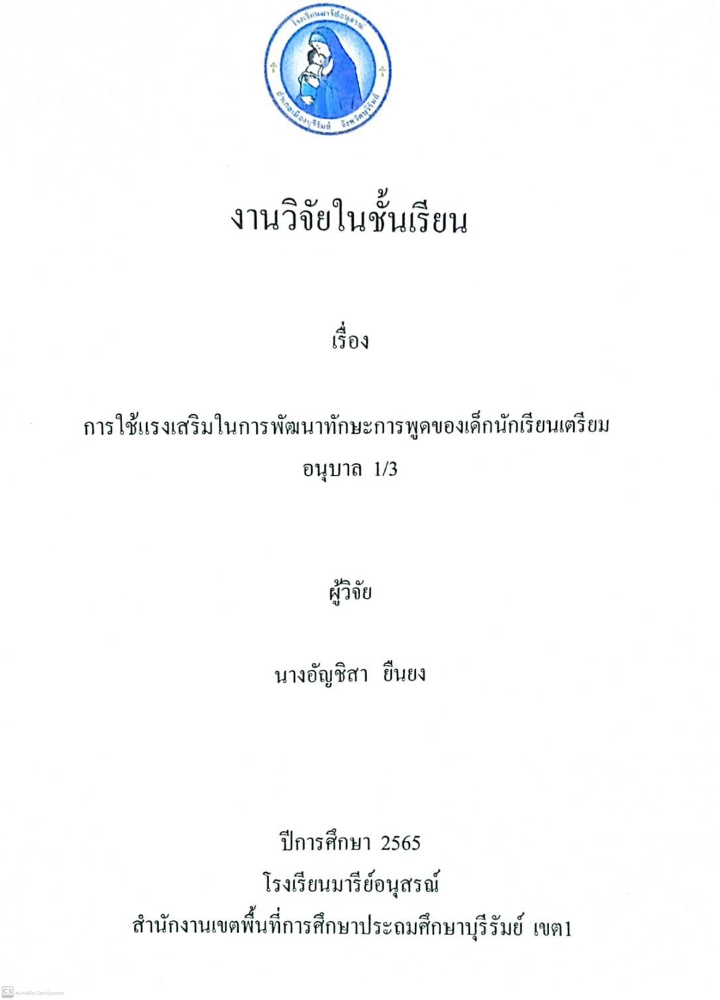 โรงเรียนมารีย์อนุสรณ์
อำเภอเมืองบุรีรัมย์ จังหวัดบุรีรัมย์
งานวิจัยในชั้นเรียน
เรื่อง
การใช้แรงเสริมในการพัฒนาทักษะการพูดของเด็กนักเรียนเตรียม
อนุบาล 1/3
ผู้วิจัย
นางอัญชิสา ยืนยง
ปีการศึกษา 2565
โรงเรียนมารีย์อนุสรณ์
สำนักงานเขตพื้นที่การศึกษาประถมศึกษาบุรีรัมย์ เขต1
CS สแกนด้วย CamScanner